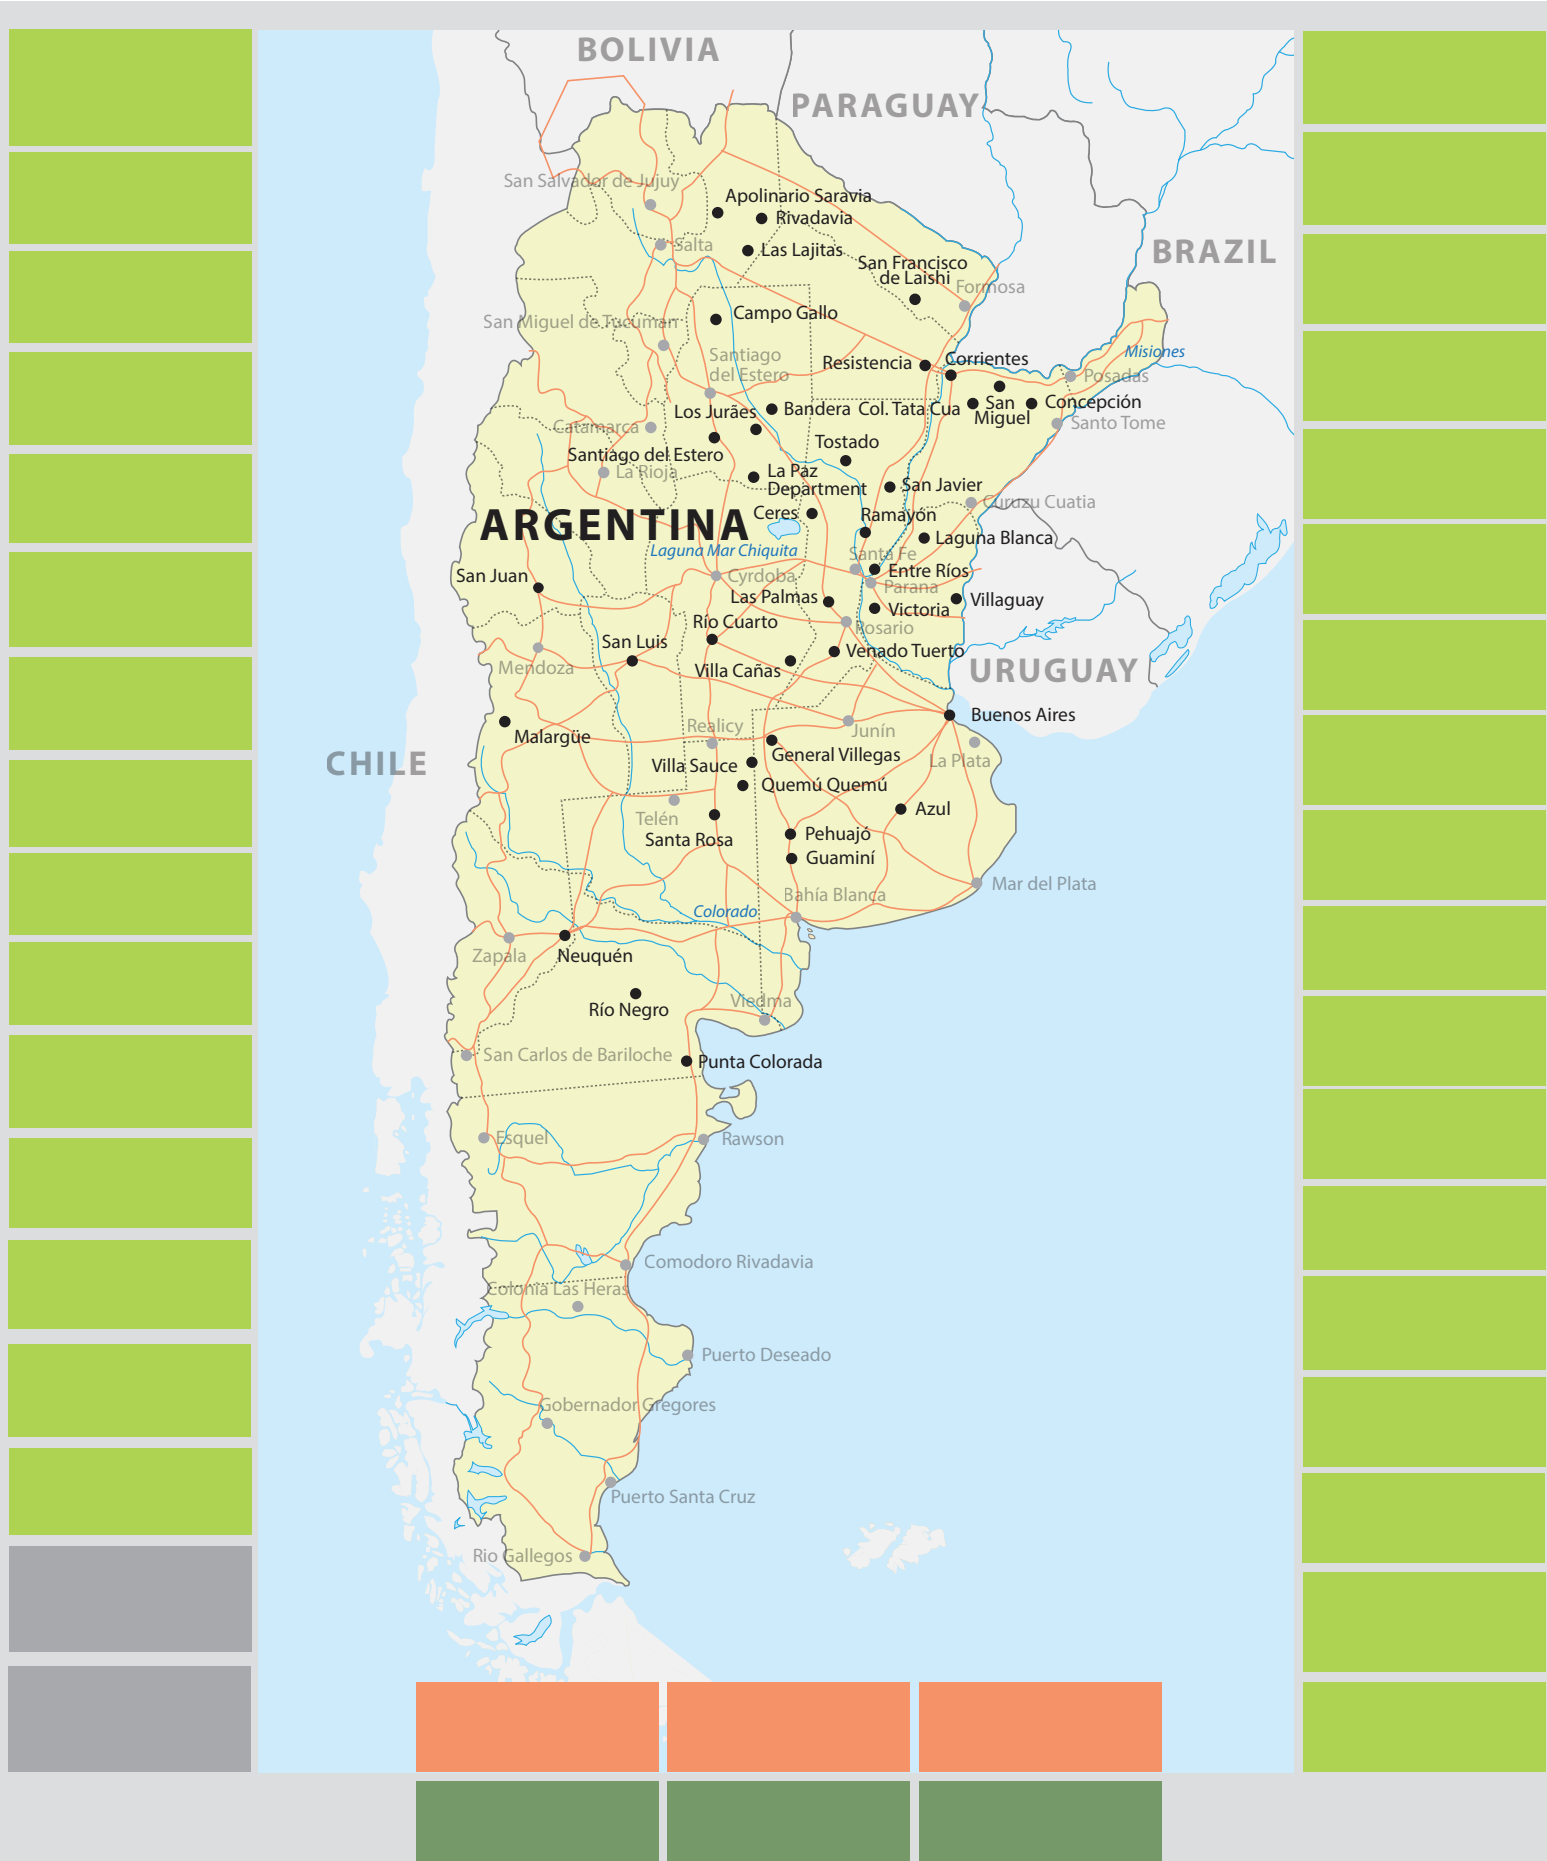 BOLIVIA
PARAGUAY
San Salvador de Jujuy
Apolinario Saravia
Rivadavia
Salta
Las Lajitas
BRAZIL
San Francisco
de Laishi
Formosa
Campo Gallo
San Miguel de Tucuman
Santiago
del Estero
Resistencia
Corrientes
Misiones
Posadas
Los Jurães
Bandera
Col. Tata Cua
San
Miguel
Concepción
Santo Tome
Catamarca
Tostado
Santiago del Estero
La Rioja
La Paz
Department
San Javier
Curuzu Cuatia
ARGENTINA
Ceres
Ramayón
Laguna Blanca
Laguna Mar Chiquita
Santa Fe
San Juan
Cyrdoba
Entre Ríos
Parana
Las Palmas
Victoria
Villaguay
Río Cuarto
Rosario
San Luis
Venado Tuerto
Mendoza
Villa Cañas
URUGUAY
Buenos Aires
Malargüe
Realicy
Junín
CHILE
General Villegas
La Plata
Villa Sauce
Quemú Quemú
Telén
Azul
Santa Rosa
Pehuajó
Guaminí
Mar del Plata
Bahía Blanca
Colorado
Zapala
Neuquén
Río Negro
Viedma
San Carlos de Bariloche
Punta Colorada
Esquel
Rawson
Comodoro Rivadavia
Colonia Las Heras
Puerto Deseado
Gobernador Gregores
Puerto Santa Cruz
Rio Gallegos